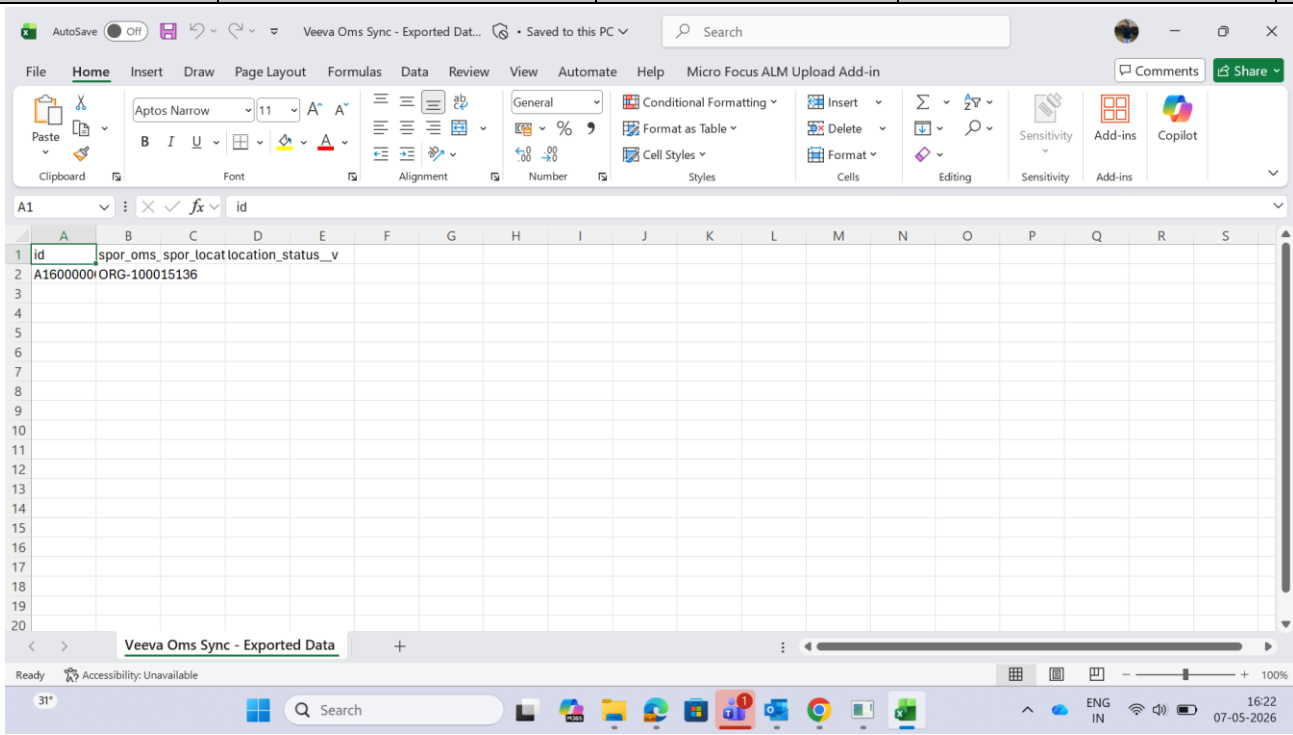 AutoSave Off Veeva Oms Sync - Exported Dat... • Saved to this PC Search
File Home Insert Draw Page Layout Formulas Data Review View Automate Help Micro Focus ALM Upload Add-in Comments Share
Paste Aptos Narrow 11 A^ A˅ General Conditional Formatting Insert Sensitivity Add-ins Copilot
B I U A % 9 Format as Table Delete
Cell Styles Format
Clipboard Font Alignment Number Styles Cells Editing Sensitivity Add-ins
A1 fx id
A B C D E F G H I J K L M N O P Q R S
1 id spor_oms_ spor_locat location_status__v
2 A1600000 ORG-100015136
3
4
5
6
7
8
9
10
11
12
13
14
15
16
17
18
19
20
Veeva Oms Sync - Exported Data +
Ready Accessibility: Unavailable - + 100%
31° Search M365 1 ENG 16:22
IN 07-05-2026